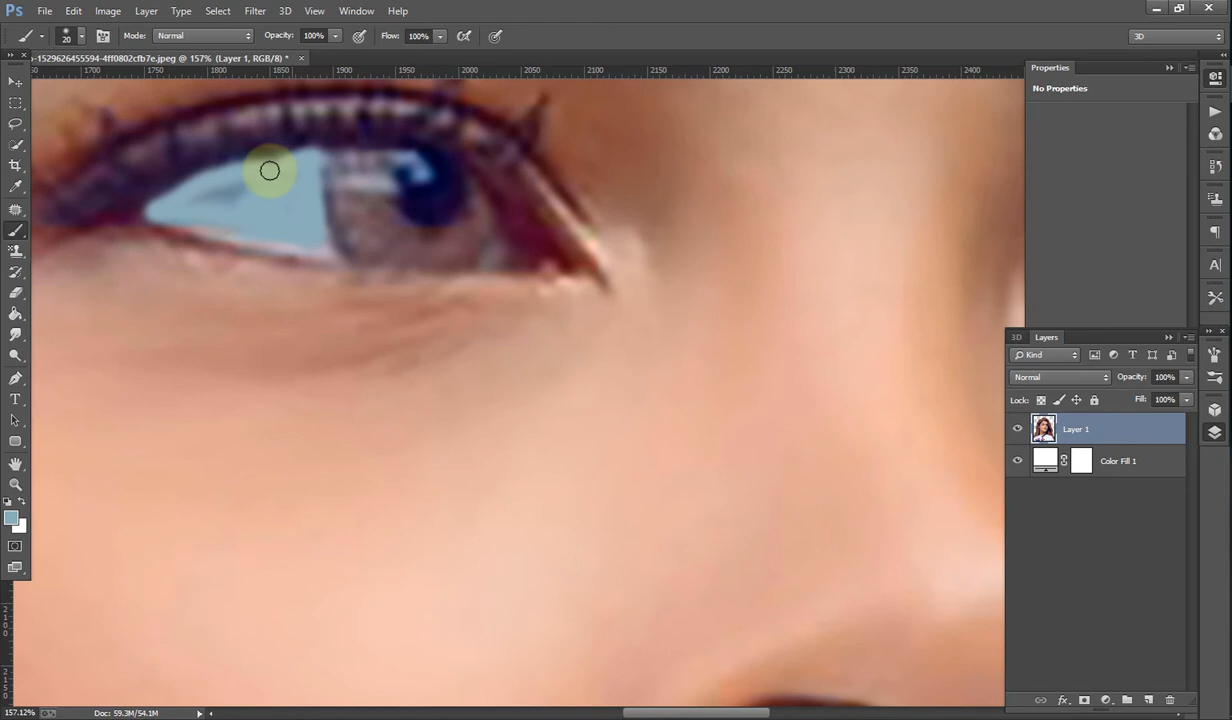 Ps File Edit Image Layer Type Select Filter 3D View Window Help
20 Mode: Normal Opacity: 100% Flow: 100% 3D
-1529626455594-4ff0802cfb7e.jpeg @ 157% (Layer 1, RGB/8) *
1700 1750 1800 1850 1900 1950 2000 2050 2100 2150 2200 2250 2300 2350 2400
Properties
No Properties
3D Layers
Kind
Normal Opacity: 100%
Lock: Fill: 100%
Layer 1
Color Fill 1
2100
2150
157.12% Doc: 59.3M/54.1M